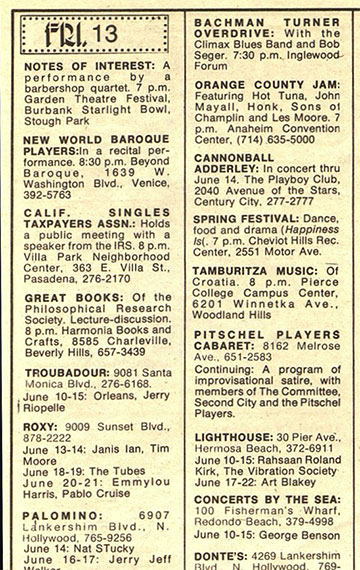 FRI. 13
NOTES OF INTEREST: A
performance by a
barbershop quartet. 7 p.m.
Garden Theatre Festival,
Burbank Starlight Bowl,
Stough Park
NEW WORLD BAROQUE
PLAYERS:In a recital per-
formance. 8:30 p.m. Beyond
Baroque, 1639 W.
Washington Blvd., Venice,
392-5763
CALIF. SINGLES
TAXPAYERS ASSN.: Holds
a public meeting with a
speaker from the IRS. 8 p.m.
Villa Park Neighborhood
Center, 363 E. Villa St.,
Pasadena, 276-2170
GREAT BOOKS: Of the
Philosophical Research
Society. Lecture-discussion.
8 p.m. Harmonia Books and
Crafts, 8585 Charleville,
Beverly Hills, 657-3439
TROUBADOUR: 9081 Santa
Monica Blvd., 276-6168.
June 10-15: Orleans, Jerry
Riopelle
ROXY: 9009 Sunset Blvd.,
878-2222
June 13-14: Janis Ian, Tim
Moore
June 18-19: The Tubes
June 20-21: Emmylou
Harris, Pablo Cruise
PALOMINO: 6907
Lankershim Blvd., N.
Hollywood, 765-9256
June 14: Nat STucky
June 16-17: Jerry Jeff
Walker
BACHMAN TURNER
OVERDRIVE: With the
Climax Blues Band and Bob
Seger. 7:30 p.m. Inglewood
Forum
ORANGE COUNTY JAM:
Featuring Hot Tuna, John
Mayall, Honk, Sons of
Champlin and Les Moore. 7
p.m. Anaheim Convention
Center, (714) 635-5000
CANNONBALL
ADDERLEY: In concert thru
June 14. The Playboy Club,
2040 Avenue of the Stars,
Century City, 277-2777
SPRING FESTIVAL: Dance,
food and drama (Happiness
Is(. 7 p.m. Cheviot Hills Rec.
Center, 2551 Motor Ave.
TAMBURITZA MUSIC: Of
Croatia. 8 p.m. Pierce
College Campus Center,
6201 Winnetka Ave.,
Woodland Hills
PITSCHEL PLAYERS
CABARET: 8162 Melrose
Ave., 651-2583
Continuing: A program of
improvisational satire, with
members of The Committee,
Second City and the Pitschel
Players.
LIGHTHOUSE: 30 Pier Ave.,
Hermosa Beach, 372-6911
June 10-15: Rahsaan Roland
Kirk, The Vibration Society
June 17-22: Art Blakey
CONCERTS BY THE SEA:
100 Fisherman's Wharf,
Redondo Beach, 379-4998
June 10-15: George Benson
DONTE'S: 4269 Lankershim
Blvd., N. Hollywood, 769-